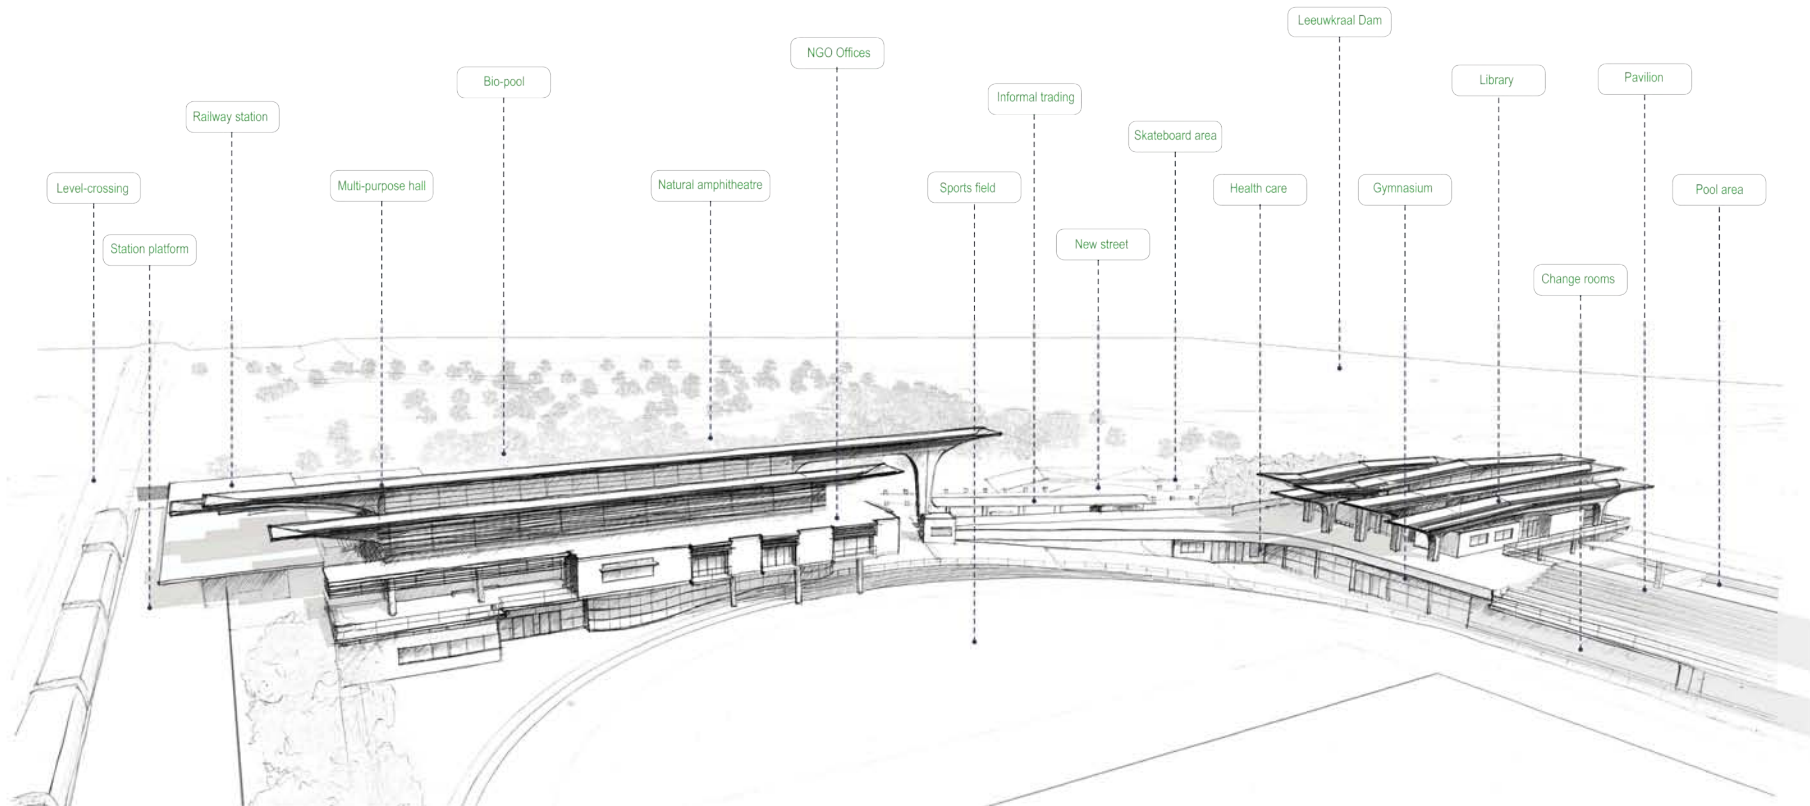 Leeuwkraal Dam
NGO Offices
Bio-pool
Library
Pavilion
Informal trading
Railway station
Skateboard area
Level-crossing
Multi-purpose hall
Natural amphitheatre
Sports field
Health care
Gymnasium
Pool area
Station platform
New street
Change rooms